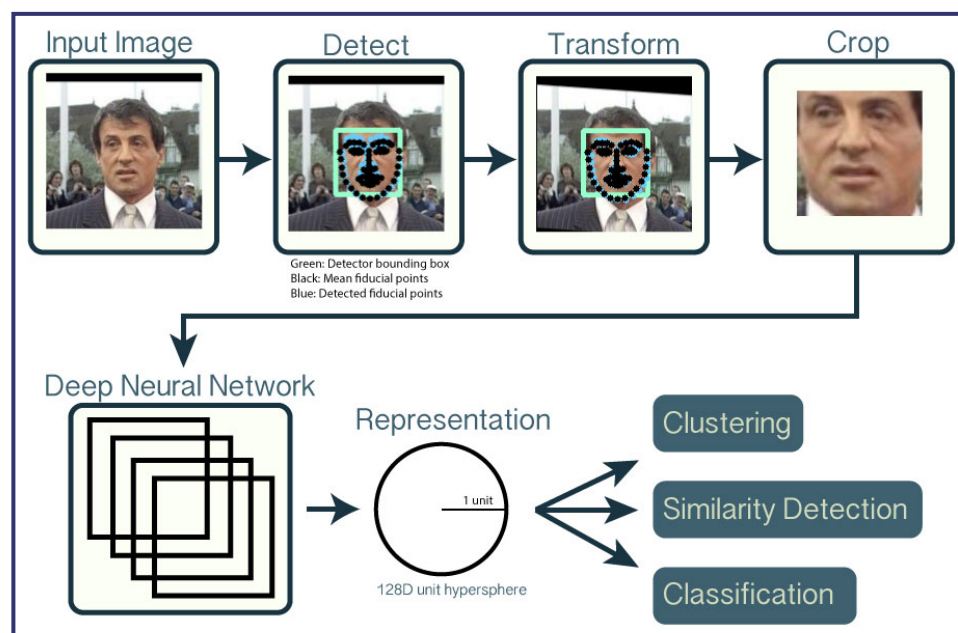 Input Image
Detect
Transform
Crop
Green: Detector bounding box
Black: Mean fiducial points
Blue: Detected fiducial points
Deep Neural Network
Representation
1 unit
128D unit hypersphere
Clustering
Similarity Detection
Classification